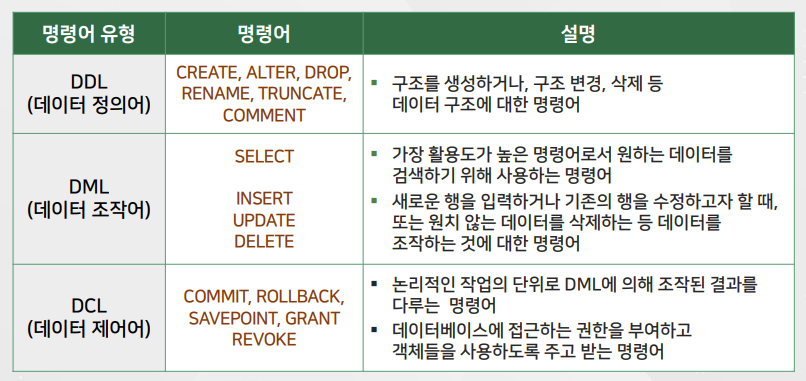 명령어 유형
명령어
설명
DDL
(데이터 정의어)
CREATE, ALTER, DROP,
RENAME, TRUNCATE,
COMMENT
▪ 구조를 생성하거나, 구조 변경, 삭제 등
데이터 구조에 대한 명령어
DML
(데이터 조작어)
SELECT
INSERT
UPDATE
DELETE
▪ 가장 활용도가 높은 명령어로서 원하는 데이터를
검색하기 위해 사용하는 명령어
▪ 새로운 행을 입력하거나 기존의 행을 수정하고자 할 때,
또는 원치 않는 데이터를 삭제하는 등 데이터를
조작하는 것에 대한 명령어
DCL
(데이터 제어어)
COMMIT, ROLLBACK,
SAVEPOINT, GRANT
REVOKE
▪ 논리적인 작업의 단위로 DML에 의해 조작된 결과를
다루는 명령어
▪ 데이터베이스에 접근하는 권한을 부여하고
객체들을 사용하도록 주고 받는 명령어